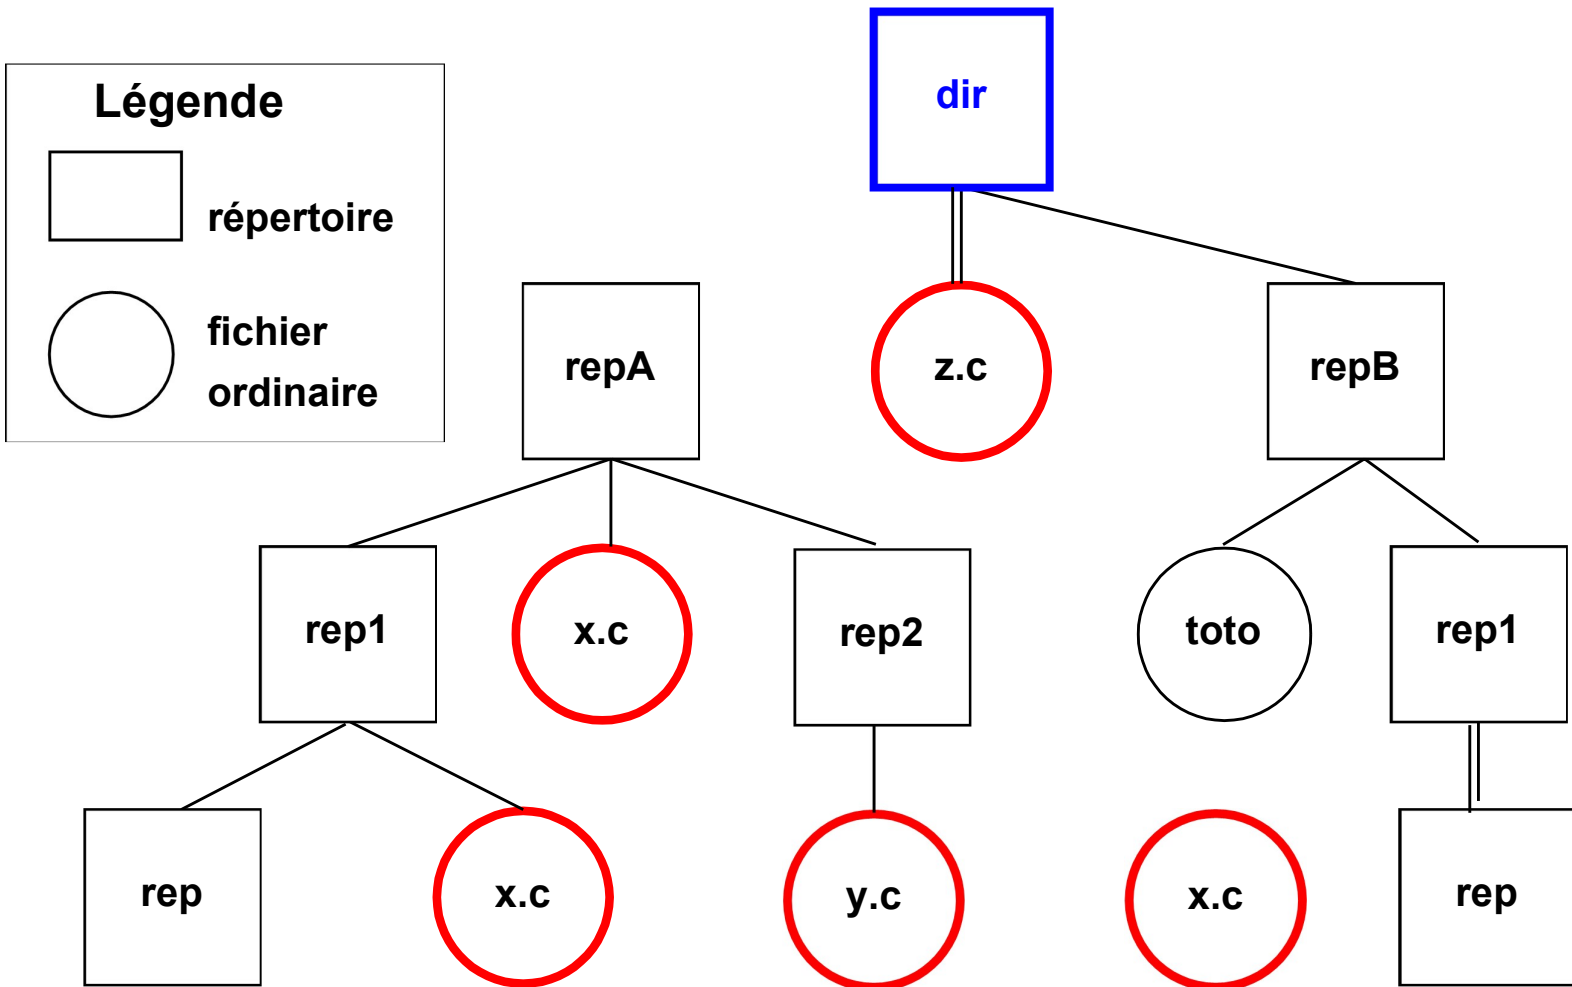 dir
Légende
répertoire
fichier
ordinaire
repA
z.c
repB
rep1
x.c
rep2
toto
rep1
rep
x.c
y.c
x.c
rep